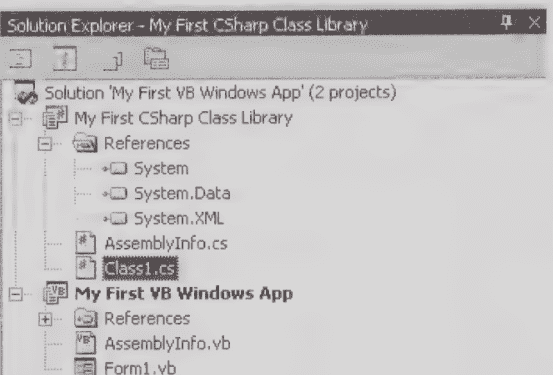 Solution Explorer - My First CSharp Class Library
Solution 'My First VB Windows App' (2 projects)
My First CSharp Class Library
References
System
System.Data
System.XML
AssemblyInfo.cs
Class1.cs
My First VB Windows App
References
AssemblyInfo.vb
Form1.vb